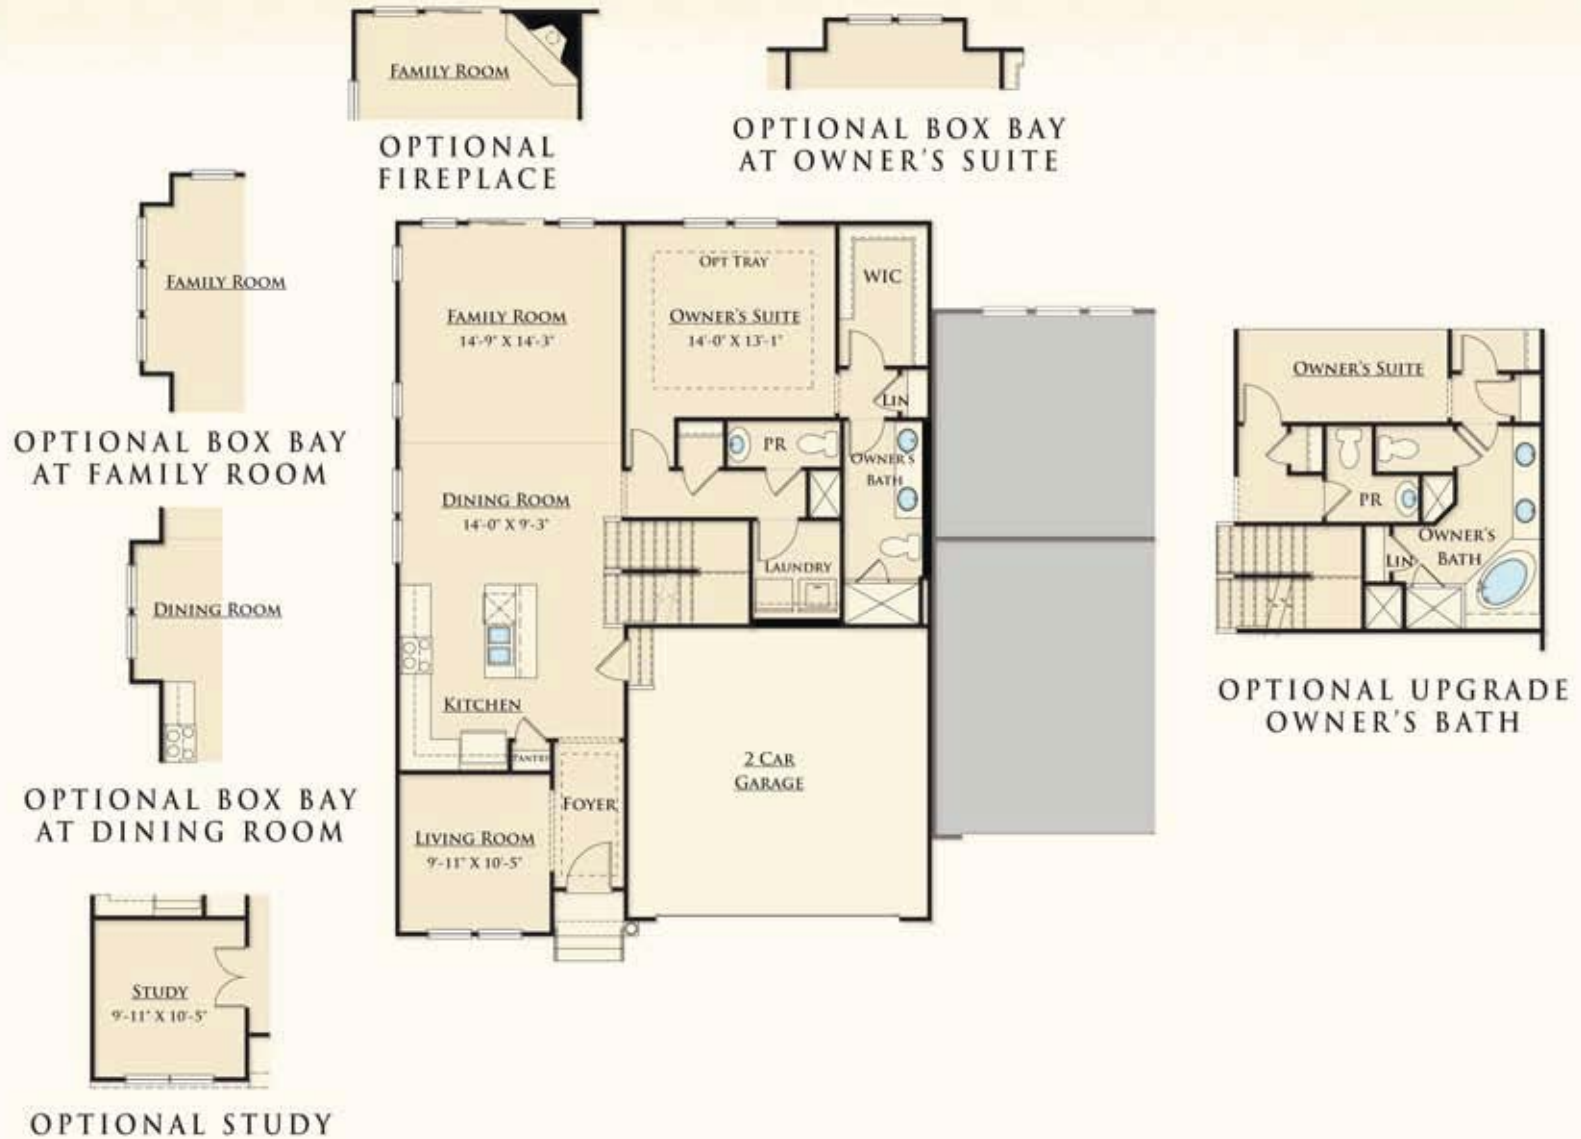 FAMILY ROOM
OPTIONAL
FIREPLACE
OPTIONAL BOX BAY
AT OWNER'S SUITE
FAMILY ROOM
OPTIONAL BOX BAY
AT FAMILY ROOM
DINING ROOM
OPTIONAL BOX BAY
AT DINING ROOM
STUDY
9'-11" X 10'-5"
OPTIONAL STUDY
FAMILY ROOM
14'-9" X 14'-3"
OPT TRAY
OWNER'S SUITE
14'-0" X 13'-1"
WIC
LIN
PR
OWNER'S
BATH
DINING ROOM
14'-0" X 9'-3"
LAUNDRY
KITCHEN
PANTRY
FOYER
2 CAR
GARAGE
LIVING ROOM
9'-11" X 10'-5"
OWNER'S SUITE
PR
OWNER'S
BATH
LIN
OPTIONAL UPGRADE
OWNER'S BATH